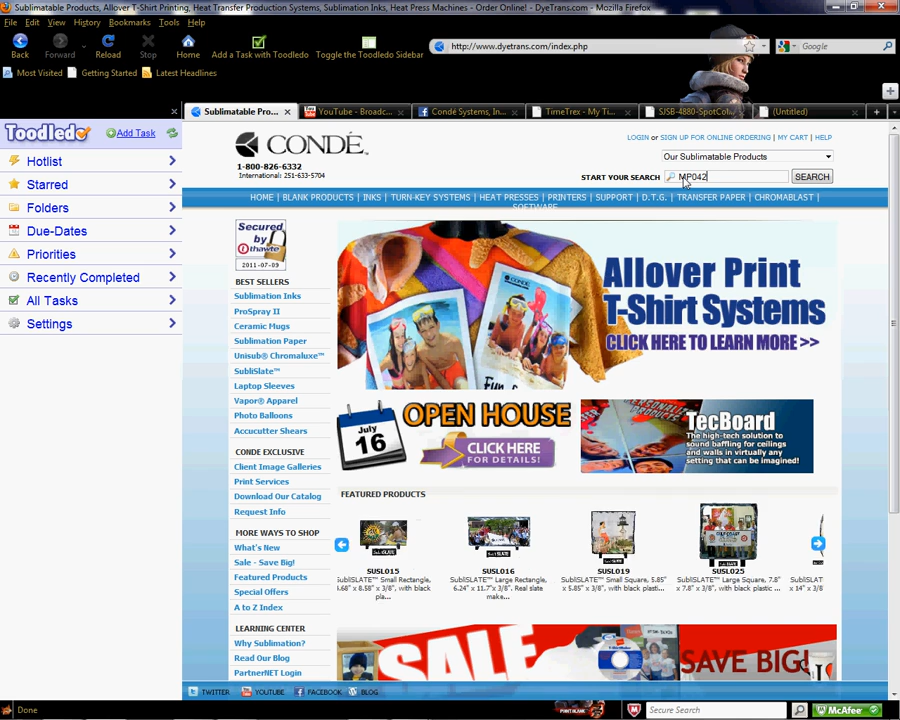 Sublimatable Products, Allover T-Shirt Printing, Heat Transfer Production Systems, Sublimation Inks, Heat Press Machines - Order Online! - DyeTrans.com - Mozilla Firefox
File Edit View History Bookmarks Tools Help
Back Forward Reload Stop Home Add a Task with Toodledo Toggle the Toodledo Sidebar
http://www.dyetrans.com/index.php
Google
Most Visited Getting Started Latest Headlines
Sublimatable Pro... YouTube - Broadc... Condé Systems, In... TimeTrex - My Ti... SJSB-4880-SpotCol... (Untitled)
Toodledo Add Task
Hotlist
Starred
Folders
Due-Dates
Priorities
Recently Completed
All Tasks
Settings
CONDÉ
1-800-826-6332
International: 251-633-5704
LOGIN or SIGN UP FOR ONLINE ORDERING | MY CART | HELP
Our Sublimatable Products
START YOUR SEARCH MP042 SEARCH
HOME | BLANK PRODUCTS | INKS | TURN-KEY SYSTEMS | HEAT PRESSES | PRINTERS | SUPPORT | D.T.G. | TRANSFER PAPER | CHROMABLAST |
SOFTWARE
Secured
by
thawte
2011-07-09
BEST SELLERS
Sublimation Inks
ProSpray II
Ceramic Mugs
Sublimation Paper
Unisub® Chromaluxe™
SubliSlate™
Laptop Sleeves
Vapor® Apparel
Photo Balloons
Accucutter Shears
CONDE EXCLUSIVE
Client Image Galleries
Print Services
Download Our Catalog
Request Info
MORE WAYS TO SHOP
What's New
Sale - Save Big!
Featured Products
Special Offers
A to Z Index
LEARNING CENTER
Why Sublimation?
Read Our Blog
PartnerNET Login
CONDE
Fun
Allover Print
T-Shirt Systems
CLICK HERE TO LEARN MORE >>
July
16
OPEN HOUSE
CLICK HERE
FOR DETAILS!
TecBoard
The high-tech solution to
sound baffling for ceilings
and walls in virtually any
setting that can be imagined!
FEATURED PRODUCTS
SUSL015
SubliSLATE™ Small Rectangle,
5.68" x 8.58" x 3/8", with black
pla...
SUSL016
SubliSLATE™ Large Rectangle,
6.24" x 11.7"x 3/8", Real slate
make...
SUSL019
SubliSLATE™ Small Square, 5.85"
x 5.85"x 3/8", with black plasti...
SUSL025
SubliSLATE™ Large Square, 7.8"
x 7.8" x 3/8", with black plastic ...
SubliSLAT
x 14" x 3/8
SALE SAVE BIG!
TWITTER YOUTUBE FACEBOOK BLOG
Done
Secure Search
McAfee